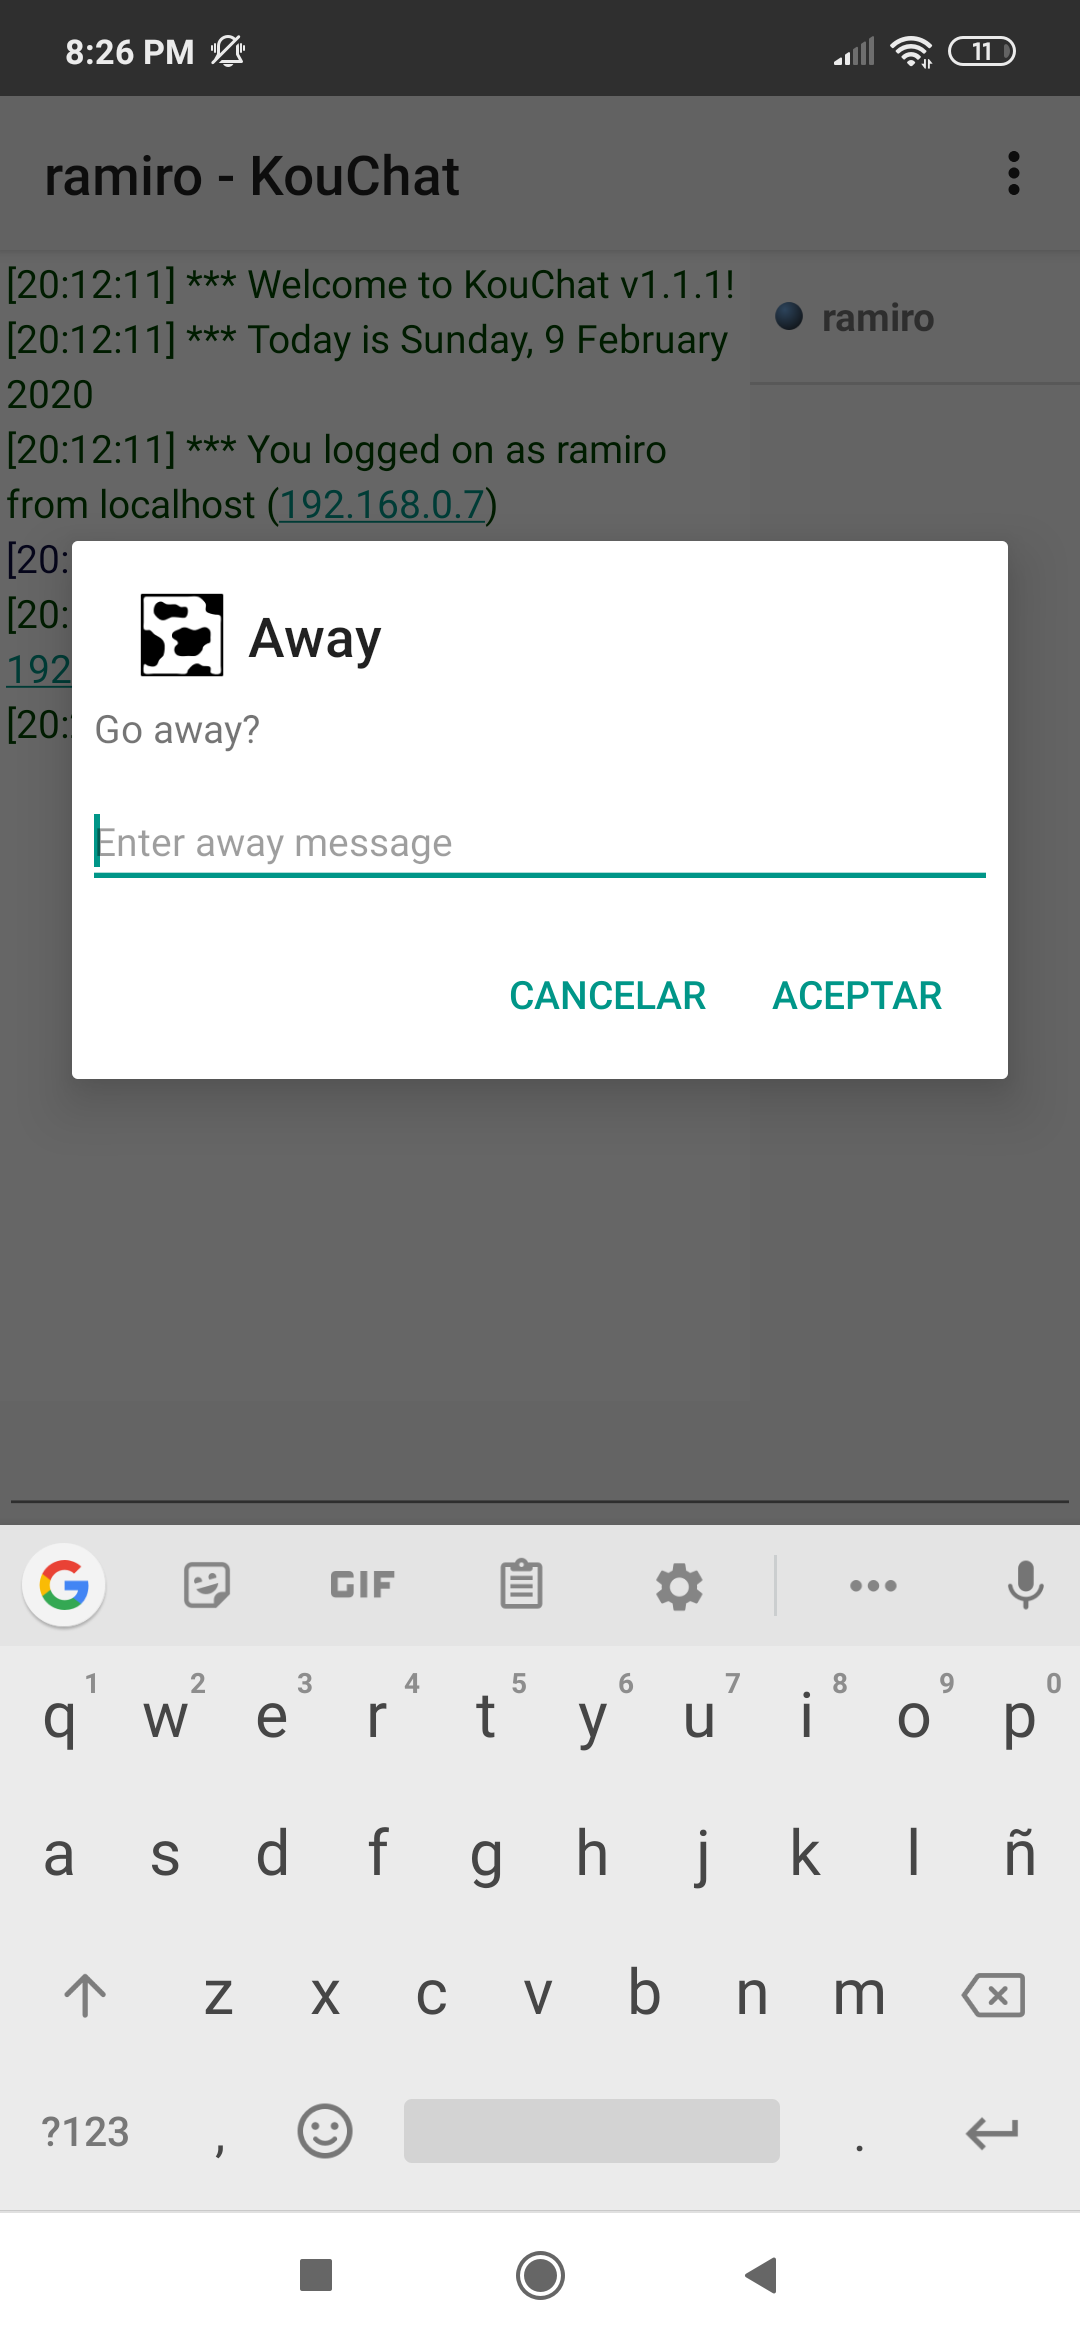 8:26 PM 11
ramiro - KouChat
[20:12:11] *** Welcome to KouChat v1.1.1!
ramiro
[20:12:11] *** Today is Sunday, 9 February
2020
[20:12:11] *** You logged on as ramiro
from localhost (192.168.0.7)
[20:
[20:
192
[20:
Away
Go away?
Enter away message
CANCELAR ACEPTAR
G GIF
1 2 3 4 5 6 7 8 9 0
q w e r t y u i o p
a s d f g h j k l ñ
z x c v b n m
?123 , .